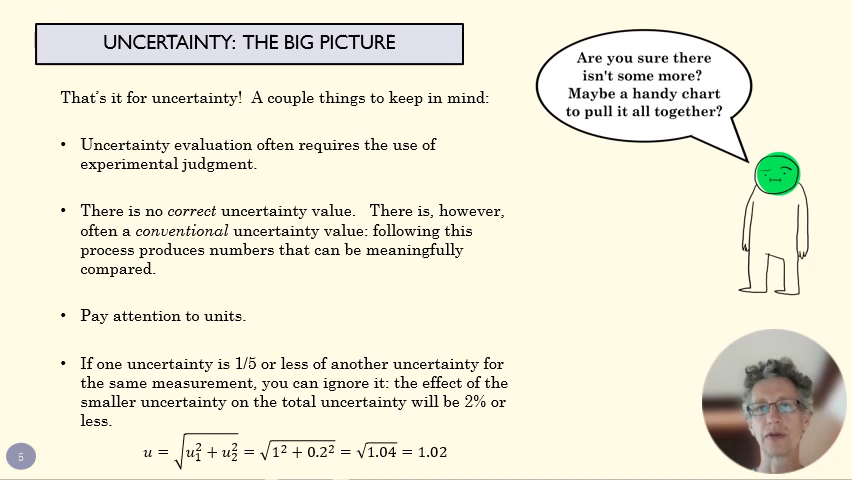 UNCERTAINTY: THE BIG PICTURE
Are you sure there
isn't some more?
Maybe a handy chart
to pull it all together?
That's it for uncertainty! A couple things to keep in mind:
• Uncertainty evaluation often requires the use of
experimental judgment.
• There is no correct uncertainty value. There is, however,
often a conventional uncertainty value: following this
process produces numbers that can be meaningfully
compared.
• Pay attention to units.
• If one uncertainty is 1/5 or less of another uncertainty for
the same measurement, you can ignore it: the effect of the
smaller uncertainty on the total uncertainty will be 2% or
less.
u = √(u₁² + u₂²) = √(1² + 0.2²) = √1.04 = 1.02
5